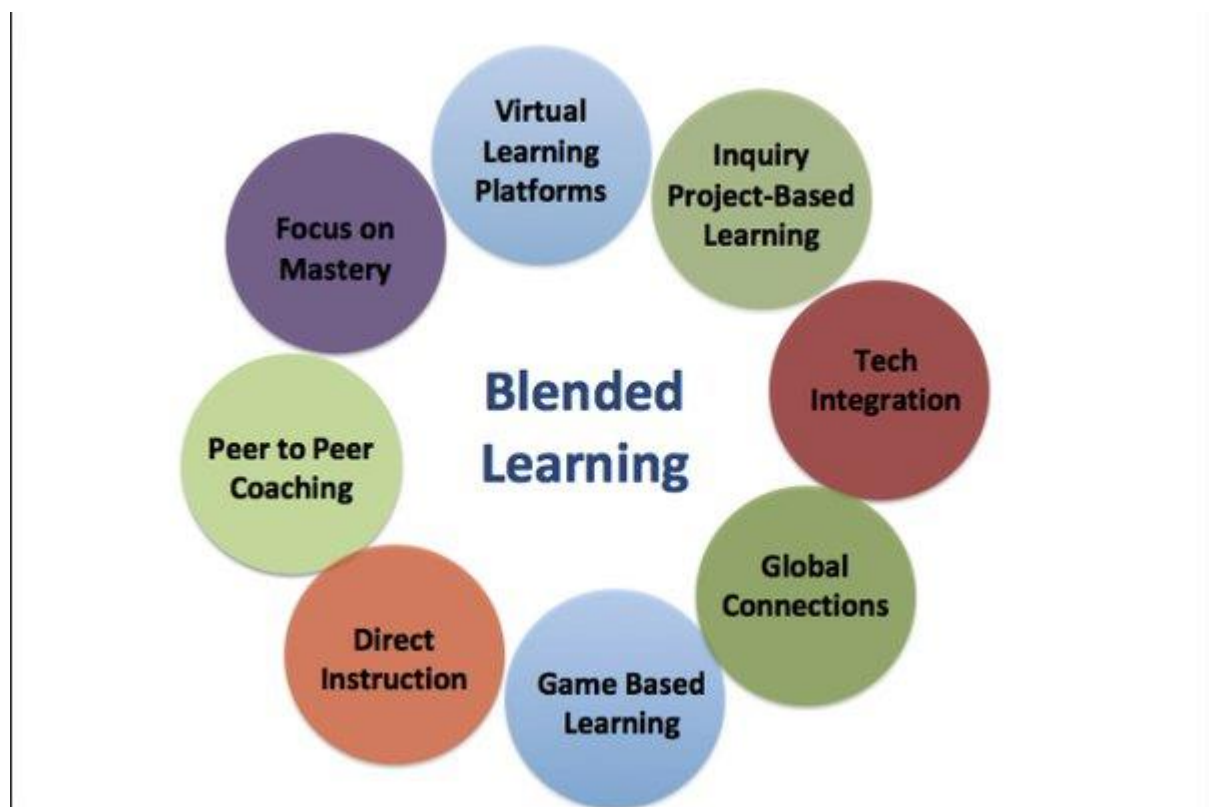 Virtual
Learning
Platforms
Inquiry
Project-Based
Learning
Tech
Integration
Global
Connections
Game Based
Learning
Direct
Instruction
Peer to Peer
Coaching
Focus on
Mastery
Blended
Learning